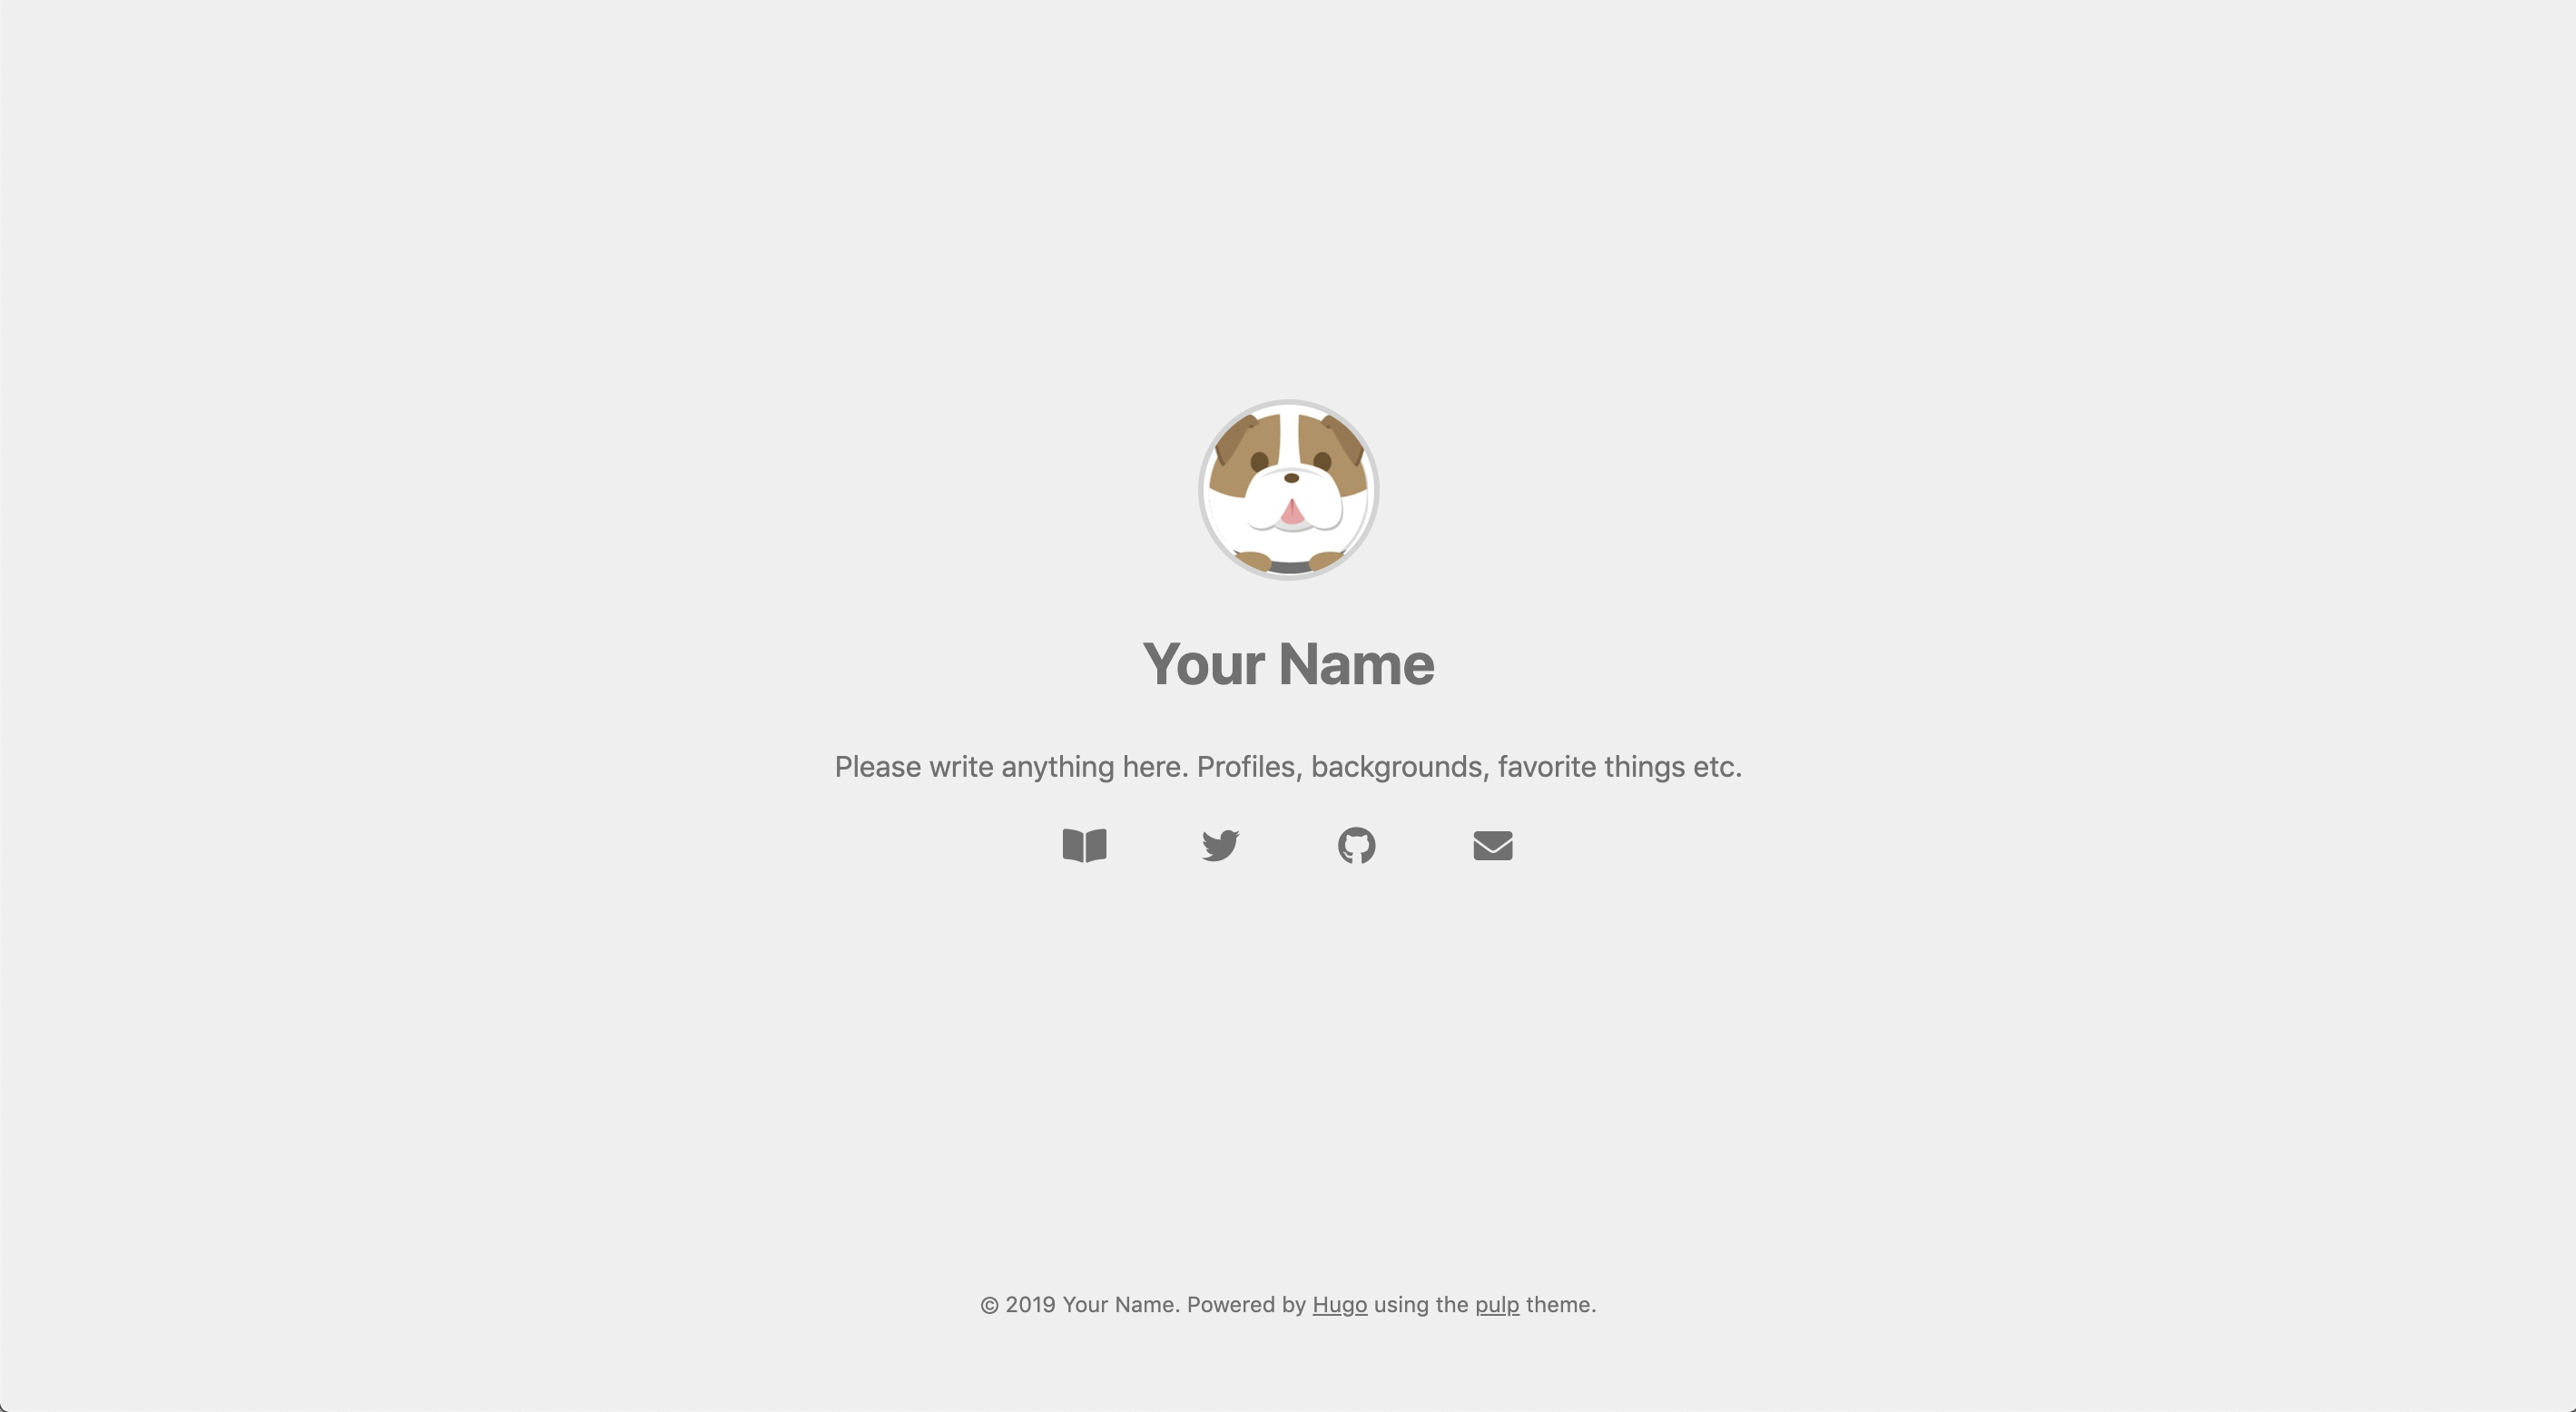 Your Name
Please write anything here. Profiles, backgrounds, favorite things etc.
© 2019 Your Name. Powered by Hugo using the pulp theme.